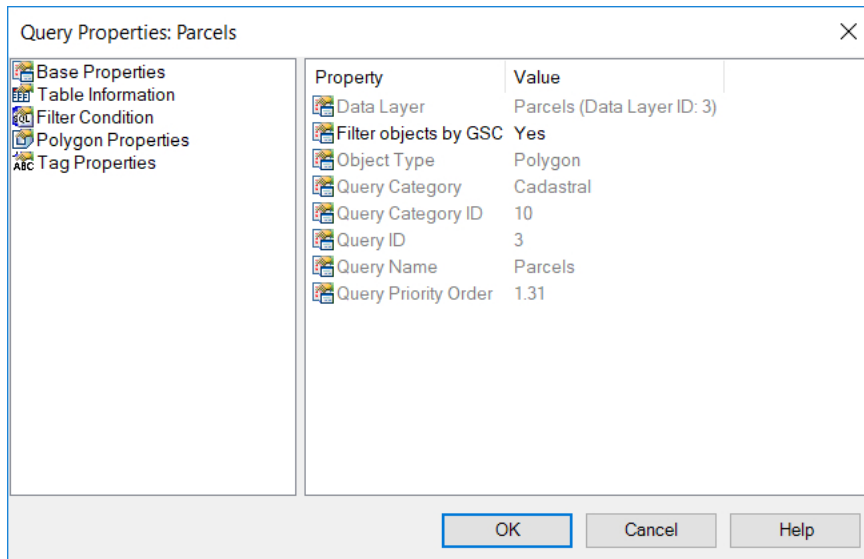 Query Properties: Parcels
Base Properties
Table Information
Filter Condition
Polygon Properties
Tag Properties
Property Value
Data Layer Parcels (Data Layer ID: 3)
Filter objects by GSC Yes
Object Type Polygon
Query Category Cadastral
Query Category ID 10
Query ID 3
Query Name Parcels
Query Priority Order 1.31
OK Cancel Help